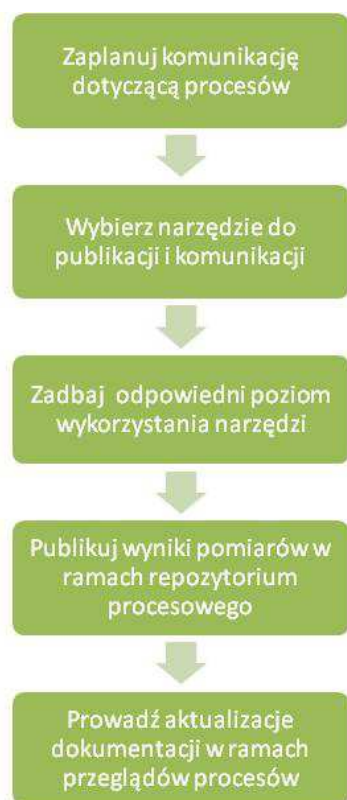 Zaplanuj komunikację
dotyczącą procesów
Wybierz narzędzie do
publikacji i komunikacji
Zadbaj odpowiedni poziom
wykorzystania narzędzi
Publikuj wyniki pomiarów w
ramach repozytorium
procesowego
Prowadź aktualizacje
dokumentacji w ramach
przeglądów procesów